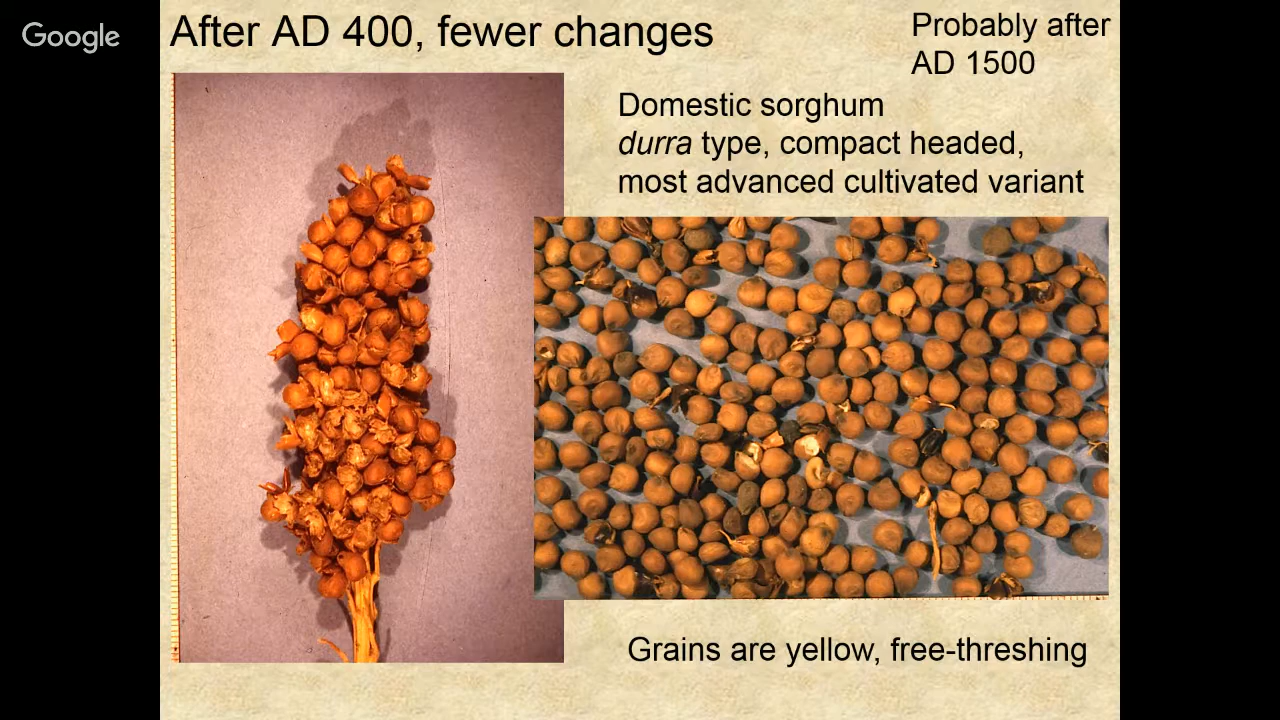 Google
After AD 400, fewer changes
Probably after
AD 1500
Domestic sorghum
durra type, compact headed,
most advanced cultivated variant
Grains are yellow, free-threshing